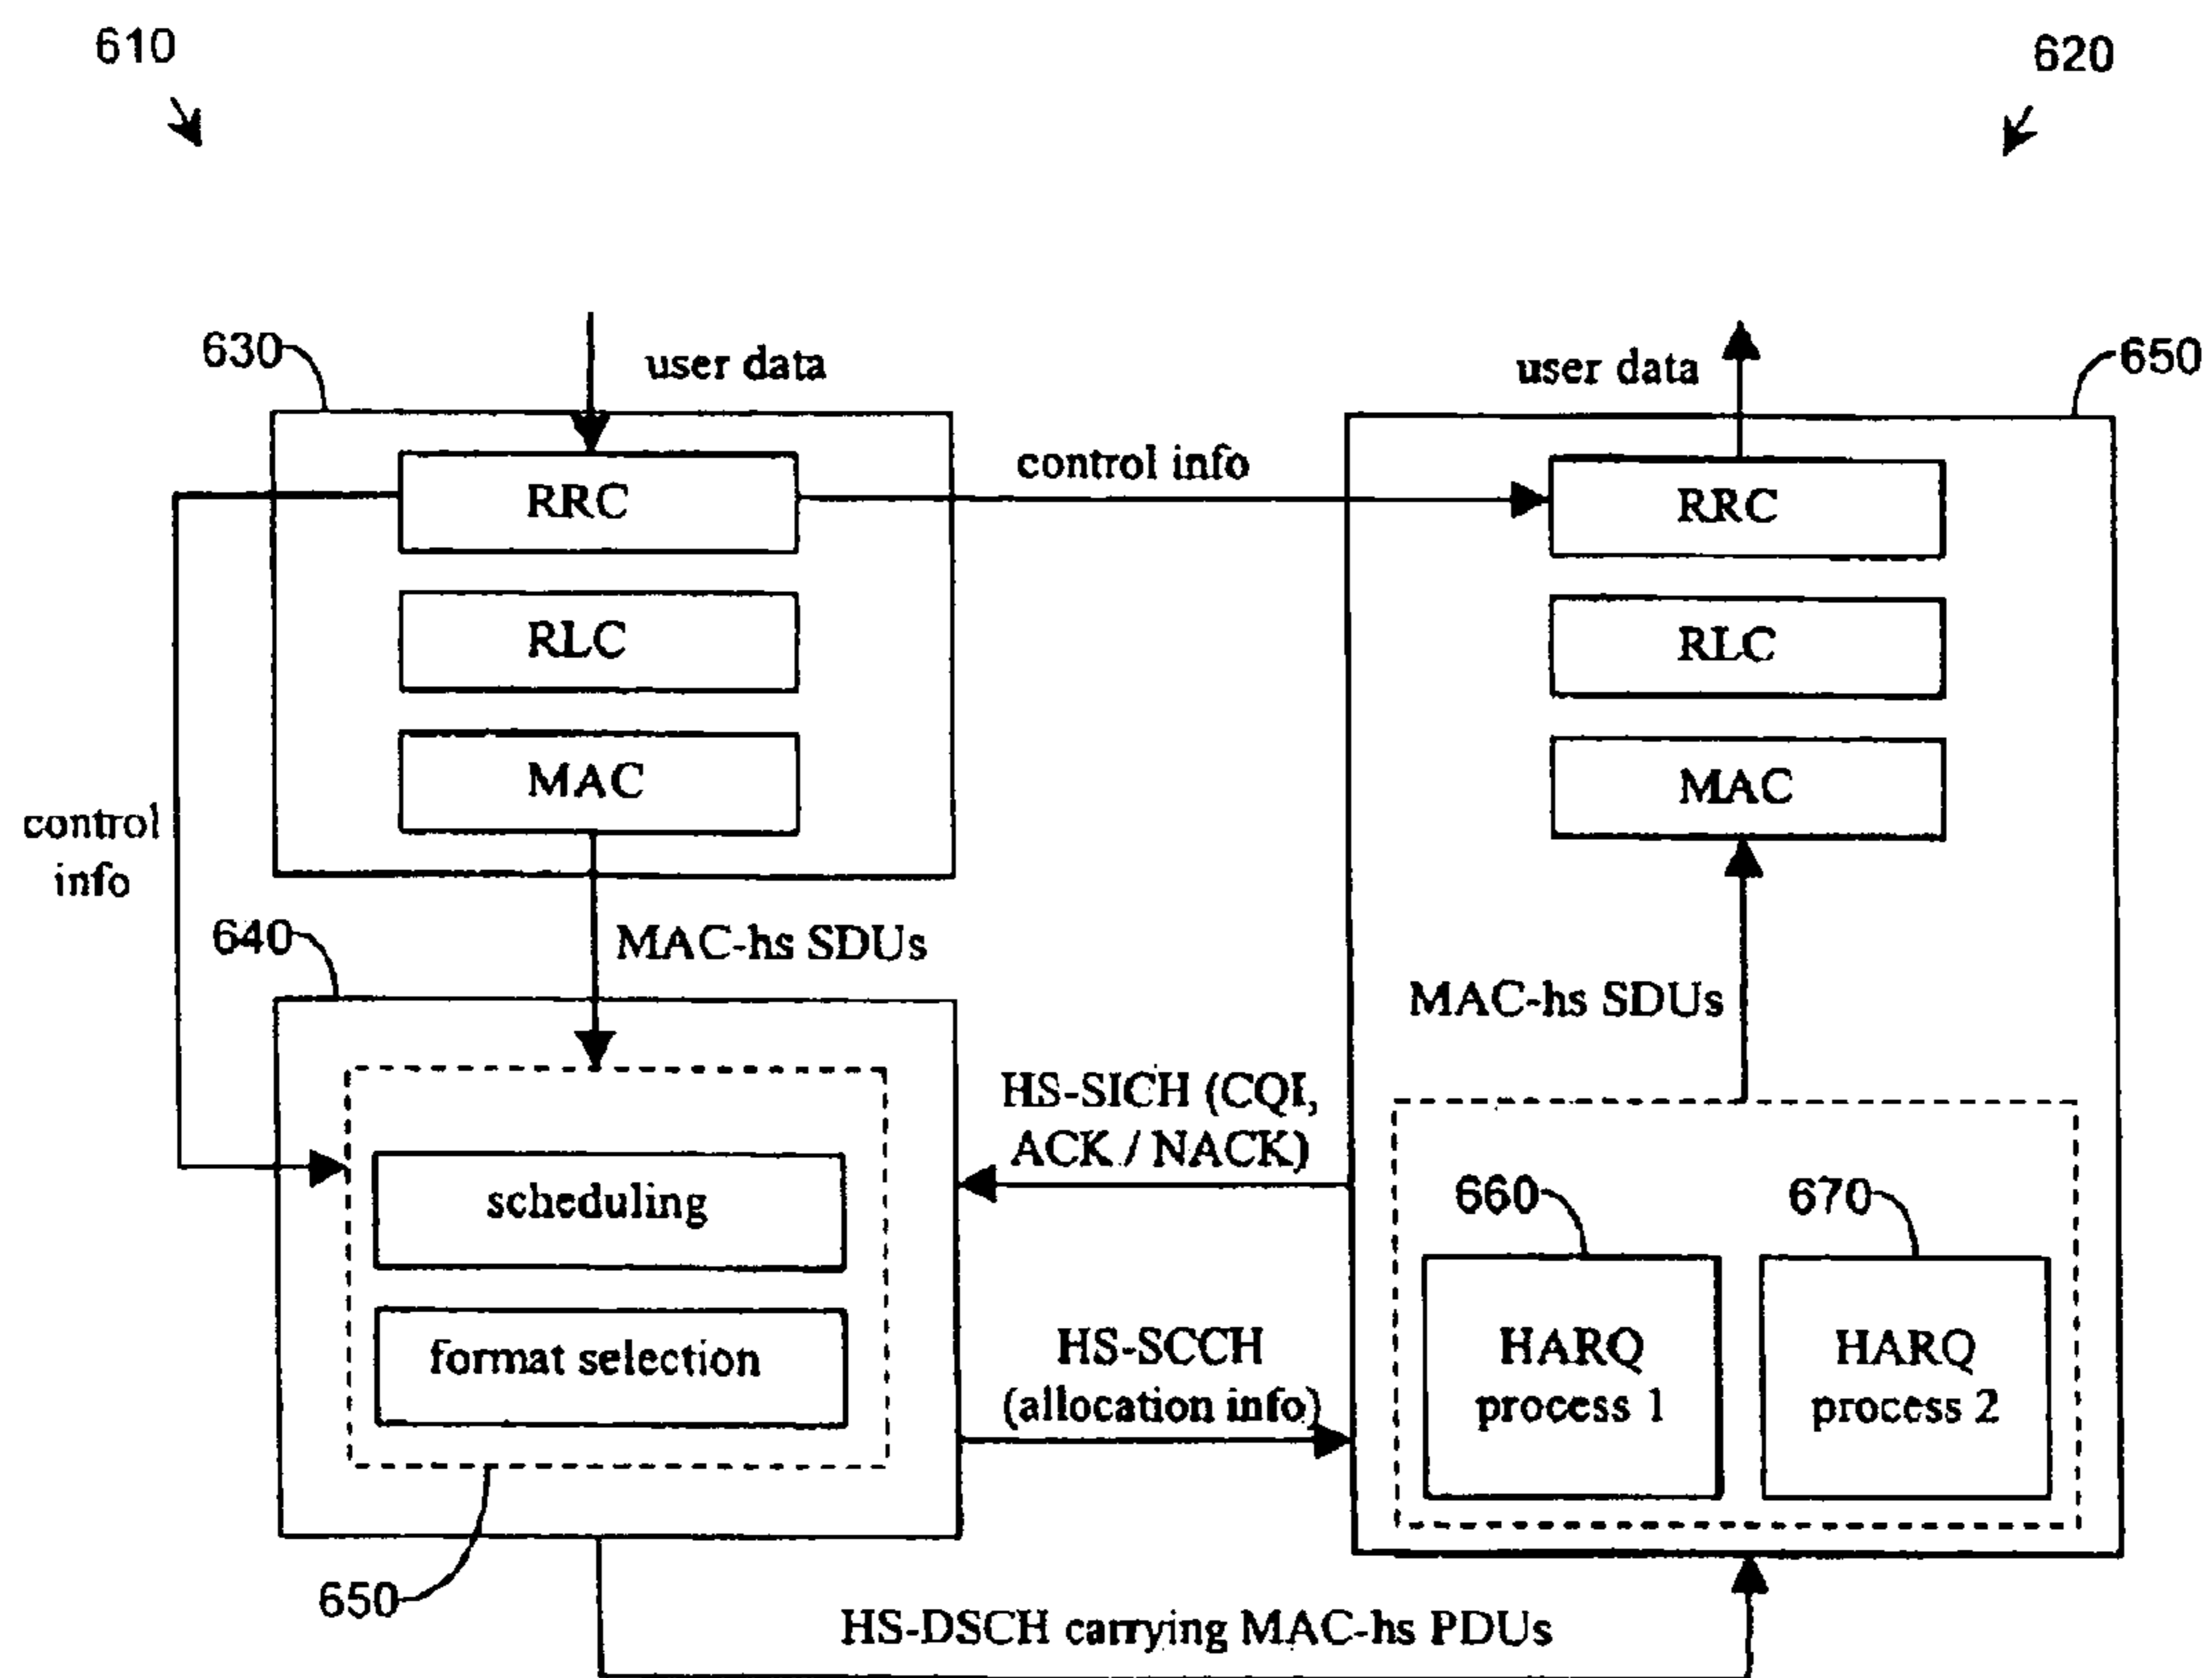 610
620
630
user data
user data
650
control info
RRC
RRC
RLC
RLC
MAC
MAC
control
info
640
MAC-hs SDUs
MAC-hs SDUs
HS-SICH (CQI,
ACK / NACK)
scheduling
660
670
format selection
HS-SCCH
(allocation info)
HARQ
process 1
HARQ
process 2
650
HS-DSCH carrying MAC-hs PDUs